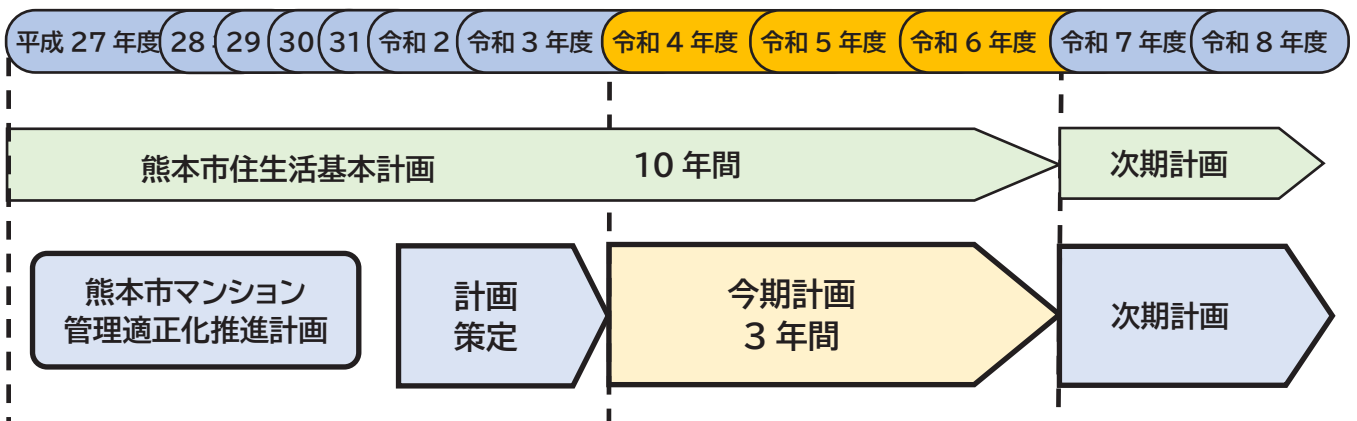 平成 27 年度 28 29 30 31 令和 2 令和 3 年度 令和 4 年度 令和 5 年度 令和 6 年度 令和 7 年度 令和 8 年度
熊本市住生活基本計画 10 年間 次期計画
熊本市マンション
管理適正化推進計画
計画
策定
今期計画
3 年間
次期計画